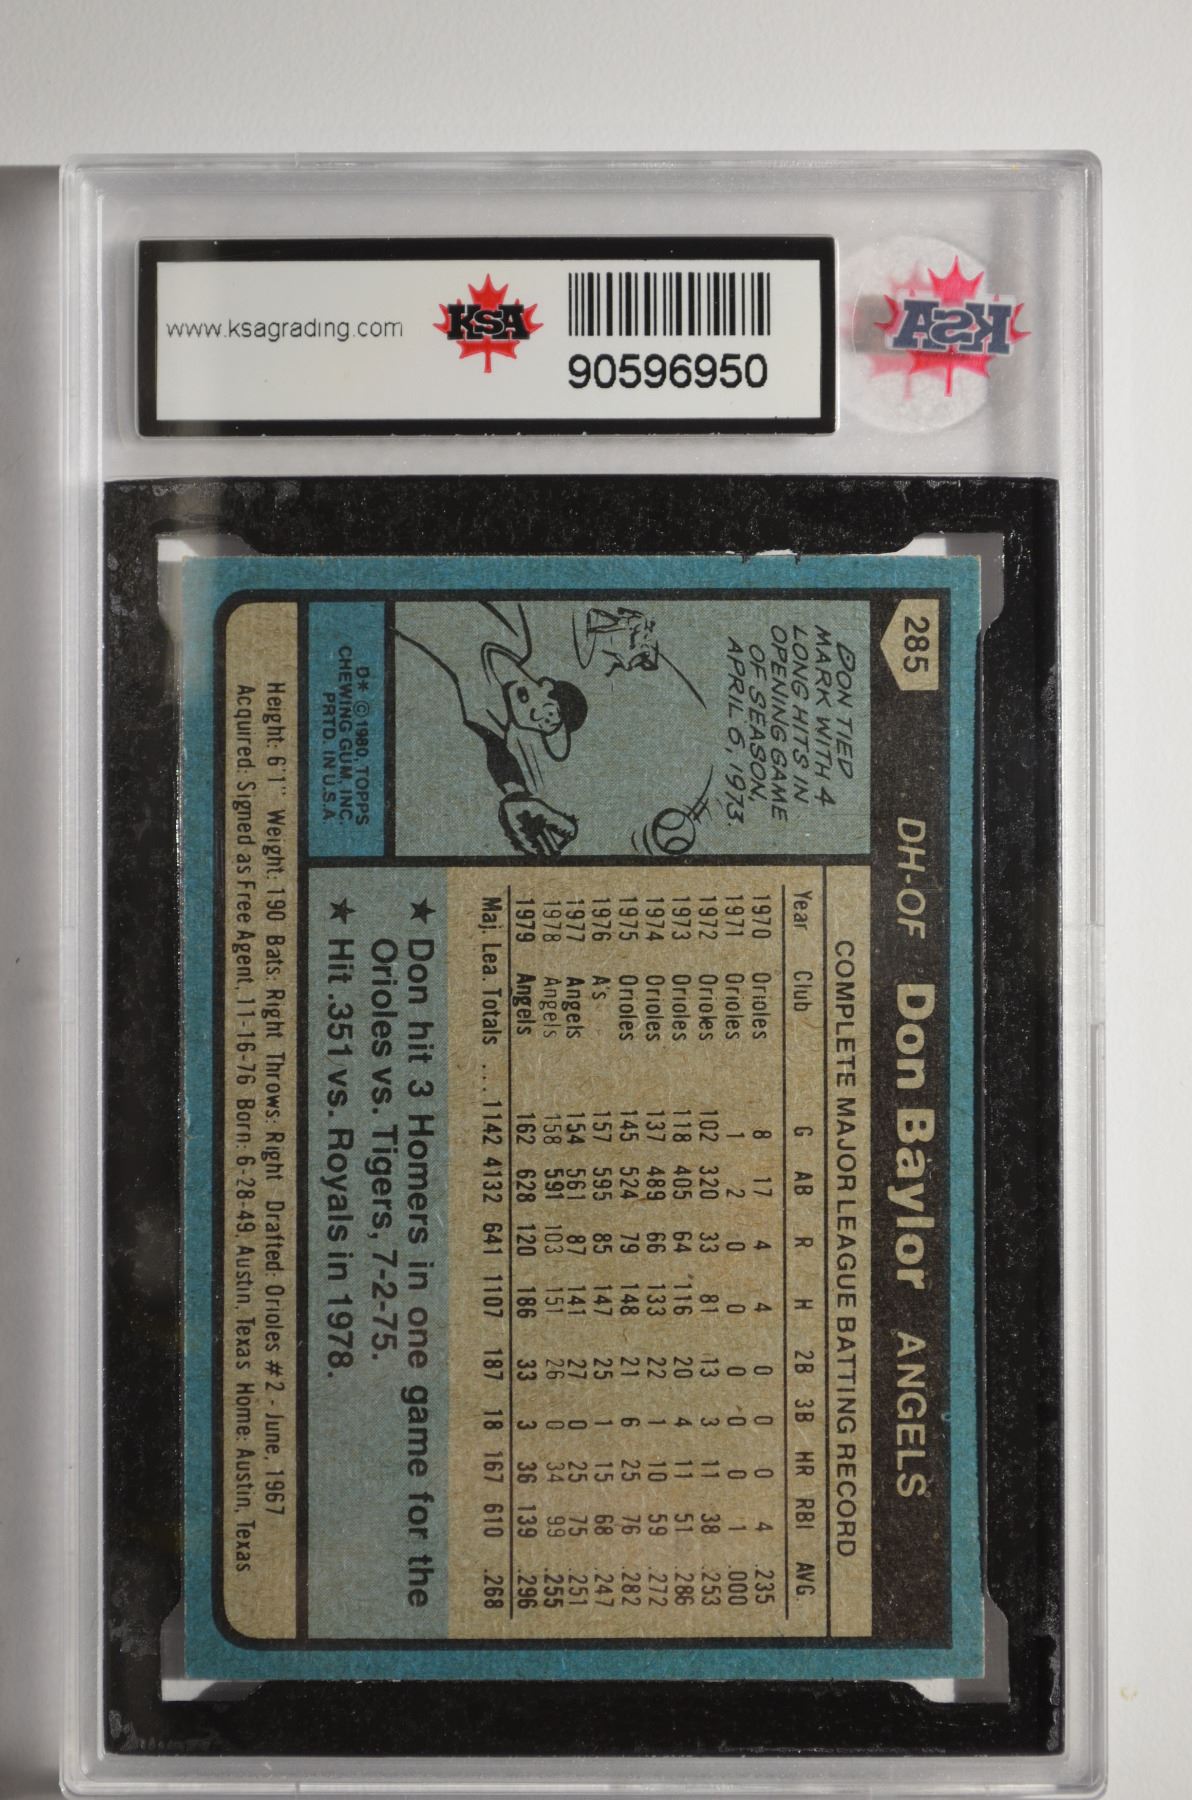 www.ksagrading.com
KSA
90596950
KSA
285
DH-OF Don Baylor ANGELS
DON TIED
MARK WITH 4
LONG HITS IN
OPENING GAME
OF SEASON,
APRIL 6, 1973.
D* © 1980, TOPPS
CHEWING GUM, INC.
PRTD. IN U.S.A.
COMPLETE MAJOR LEAGUE BATTING RECORD
Year Club G AB R H 2B 3B HR RBI AVG.
1970 Orioles 8 17 4 4 0 0 0 4 .235
1971 Orioles 1 2 0 0 0 0 0 1 .000
1972 Orioles 102 320 33 81 13 3 11 38 .253
1973 Orioles 118 405 64 116 20 4 11 51 .286
1974 Orioles 137 489 66 133 22 1 10 59 .272
1975 Orioles 145 524 79 148 21 6 25 76 .282
1976 A's 157 595 85 147 25 1 15 68 .247
1977 Angels 154 561 87 141 27 0 25 75 .251
1978 Angels 158 591 103 151 26 0 34 99 .255
1979 Angels 162 628 120 186 33 3 36 139 .296
Maj. Lea. Totals .... 1142 4132 641 1107 187 18 167 610 .268
★ Don hit 3 Homers in one game for the
Orioles vs. Tigers, 7-2-75.
★ Hit .351 vs. Royals in 1978.
Height: 6'1" Weight: 190 Bats: Right Throws: Right Drafted: Orioles #2 - June, 1967
Acquired: Signed as Free Agent, 11-16-76 Born: 6-28-49, Austin, Texas Home: Austin, Texas